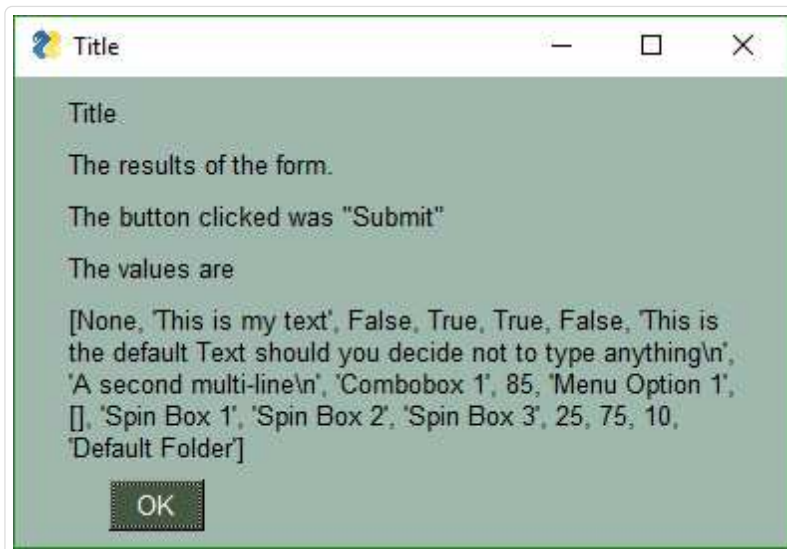 Title
Title
The results of the form.
The button clicked was "Submit"
The values are
[None, 'This is my text', False, True, True, False, 'This is
the default Text should you decide not to type anything\n',
'A second multi-line\n', 'Combobox 1', 85, 'Menu Option 1',
[], 'Spin Box 1', 'Spin Box 2', 'Spin Box 3', 25, 75, 10,
'Default Folder']
OK